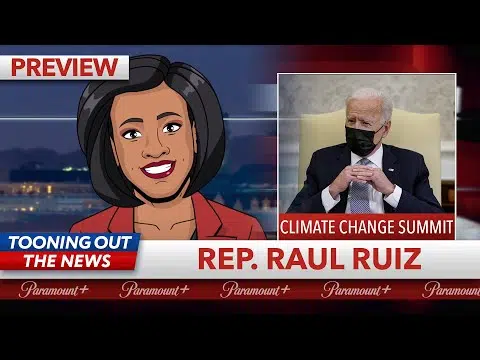 PREVIEW
CLIMATE CHANGE SUMMIT
TOONING OUT
THE NEWS
REP. RAUL RUIZ
Paramount+ Paramount+ Paramount+ Paramount+ Paramount+